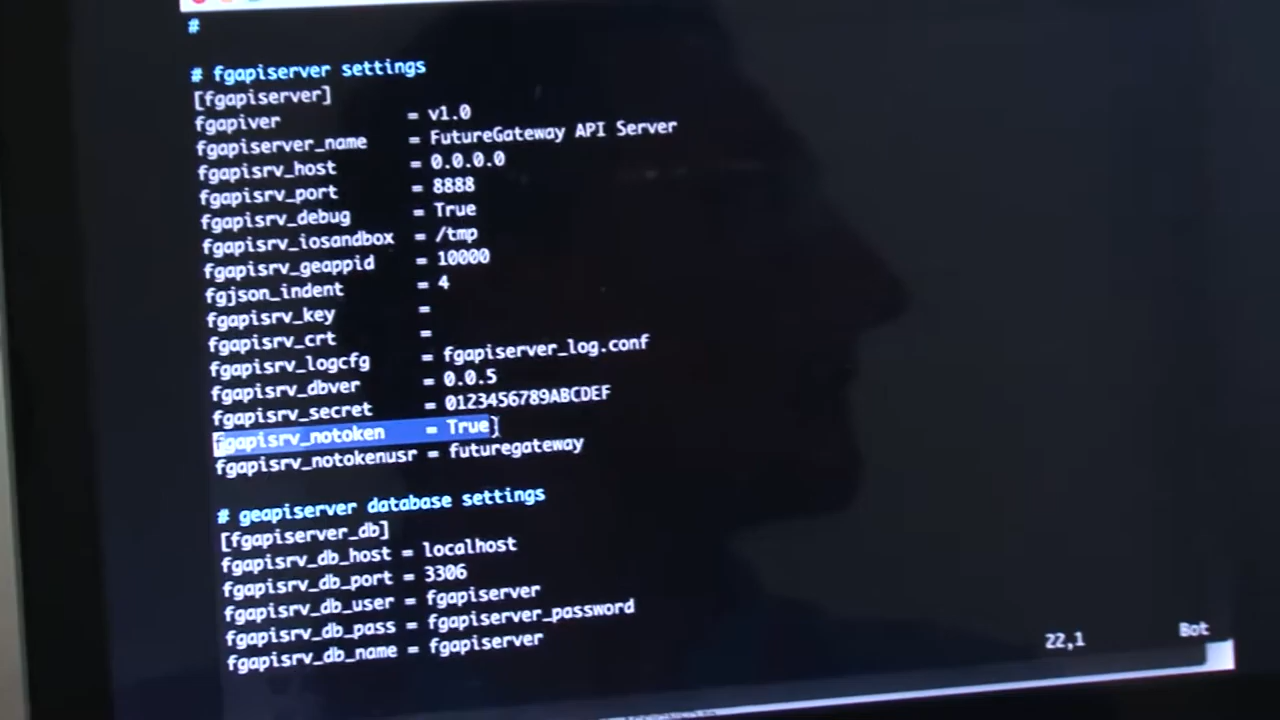 #
# fgapiserver settings
[fgapiserver]
fgapiver = v1.0
fgapiserver_name = FutureGateway API Server
fgapisrv_host = 0.0.0.0
fgapisrv_port = 8888
fgapisrv_debug = True
fgapisrv_iosandbox = /tmp
fgapisrv_geappid = 10000
fgjson_indent = 4
fgapisrv_key =
fgapisrv_crt =
fgapisrv_logcfg = fgapiserver_log.conf
fgapisrv_dbver = 0.0.5
fgapisrv_secret = 0123456789ABCDEF
fgapisrv_notoken = True
fgapisrv_notokenusr = futuregateway
# geapiserver database settings
[fgapiserver_db]
fgapisrv_db_host = localhost
fgapisrv_db_port = 3306
fgapisrv_db_user = fgapiserver
fgapisrv_db_pass = fgapiserver_password
fgapisrv_db_name = fgapiserver
22,1 Bot